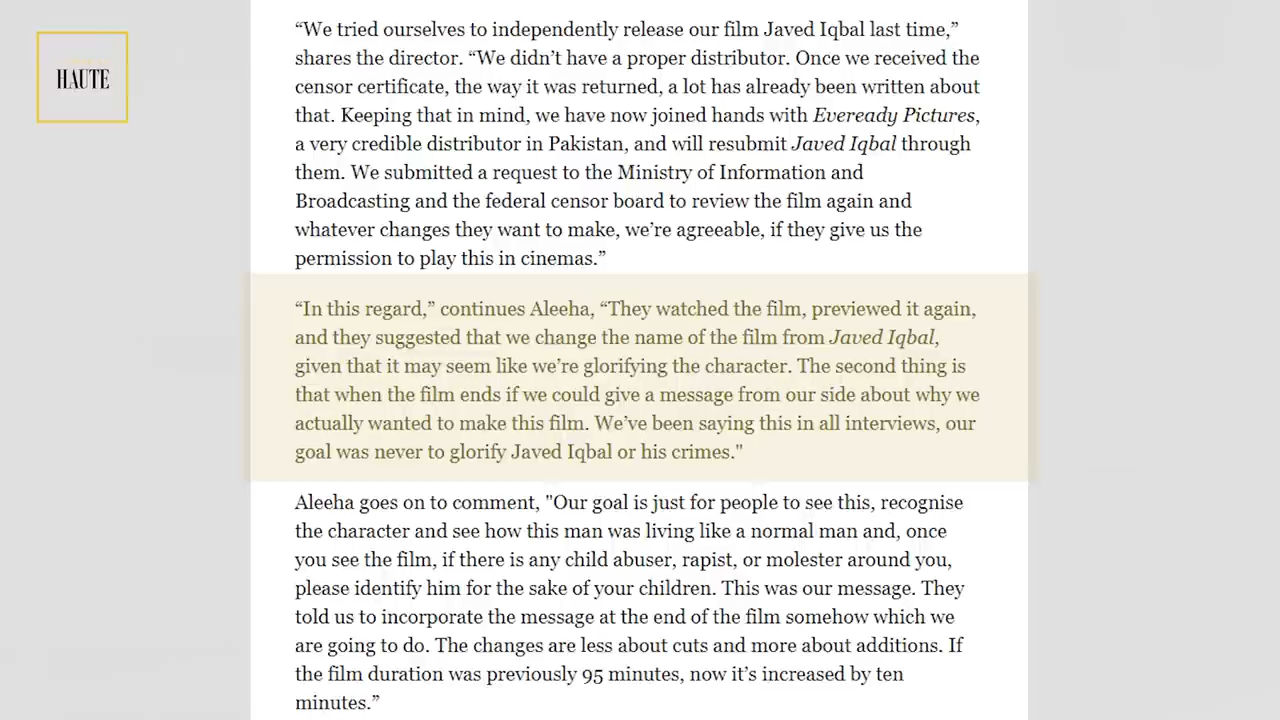 HAUTE
“We tried ourselves to independently release our film Javed Iqbal last time,”
shares the director. “We didn’t have a proper distributor. Once we received the
censor certificate, the way it was returned, a lot has already been written about
that. Keeping that in mind, we have now joined hands with Eveready Pictures,
a very credible distributor in Pakistan, and will resubmit Javed Iqbal through
them. We submitted a request to the Ministry of Information and
Broadcasting and the federal censor board to review the film again and
whatever changes they want to make, we’re agreeable, if they give us the
permission to play this in cinemas.”
“In this regard,” continues Aleeha, “They watched the film, previewed it again,
and they suggested that we change the name of the film from Javed Iqbal,
given that it may seem like we’re glorifying the character. The second thing is
that when the film ends if we could give a message from our side about why we
actually wanted to make this film. We’ve been saying this in all interviews, our
goal was never to glorify Javed Iqbal or his crimes."
Aleeha goes on to comment, "Our goal is just for people to see this, recognise
the character and see how this man was living like a normal man and, once
you see the film, if there is any child abuser, rapist, or molester around you,
please identify him for the sake of your children. This was our message. They
told us to incorporate the message at the end of the film somehow which we
are going to do. The changes are less about cuts and more about additions. If
the film duration was previously 95 minutes, now it’s increased by ten
minutes.”